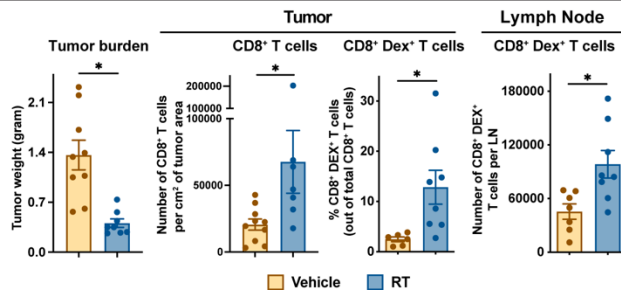 Tumor
Lymph Node
Tumor burden
CD8⁺ T cells
CD8⁺ Dex⁺ T cells
CD8⁺ Dex⁺ T cells
Tumor weight (gram)
2.1
1.4
0.7
0.0
*
Number of CD8⁺ T cells
per cm² of tumor area
200000
100000
100000
50000
0
*
% CD8⁺ DEX⁺ T cells
(out of total CD8⁺ T cells)
30
20
10
0
*
Number of CD8⁺ DEX⁺
T cells per LN
180000
120000
60000
0
*
Vehicle
RT